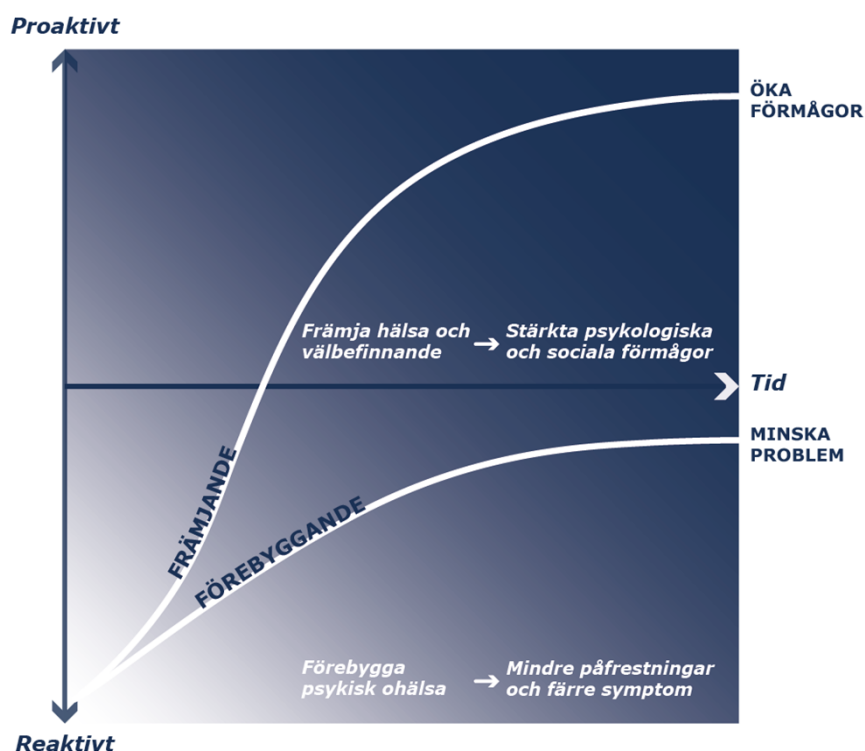 Proaktivt
ÖKA
FÖRMÅGOR
Främja hälsa och → Stärkta psykologiska
välbefinnande och sociala förmågor
Tid
MINSKA
PROBLEM
FRÄMJANDE
FÖREBYGGANDE
Förebygga → Mindre påfrestningar
psykisk ohälsa och färre symptom
Reaktivt